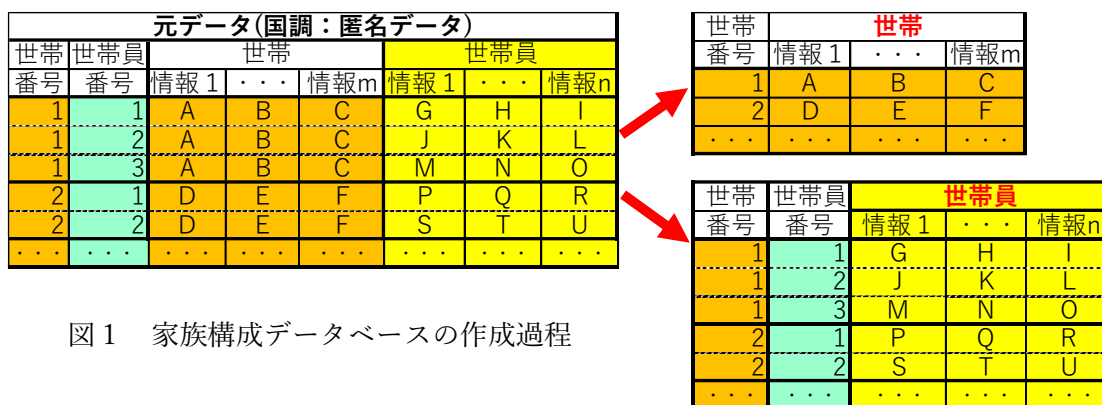 元データ(国調：匿名データ)
世帯 世帯員 世帯 世帯員
番号 番号 情報１ ・・・ 情報m 情報１ ・・・ 情報n
1 1 A B C G H I
1 2 A B C J K L
1 3 A B C M N O
2 1 D E F P Q R
2 2 D E F S T U
・・・ ・・・ ・・・ ・・・ ・・・ ・・・ ・・・ ・・・
世帯 世帯
番号 情報１ ・・・ 情報m
1 A B C
2 D E F
・・・ ・・・ ・・・ ・・・
世帯 世帯員 世帯員
番号 番号 情報１ ・・・ 情報n
1 1 G H I
1 2 J K L
1 3 M N O
2 1 P Q R
2 2 S T U
・・・ ・・・ ・・・ ・・・ ・・・
図１　家族構成データベースの作成過程